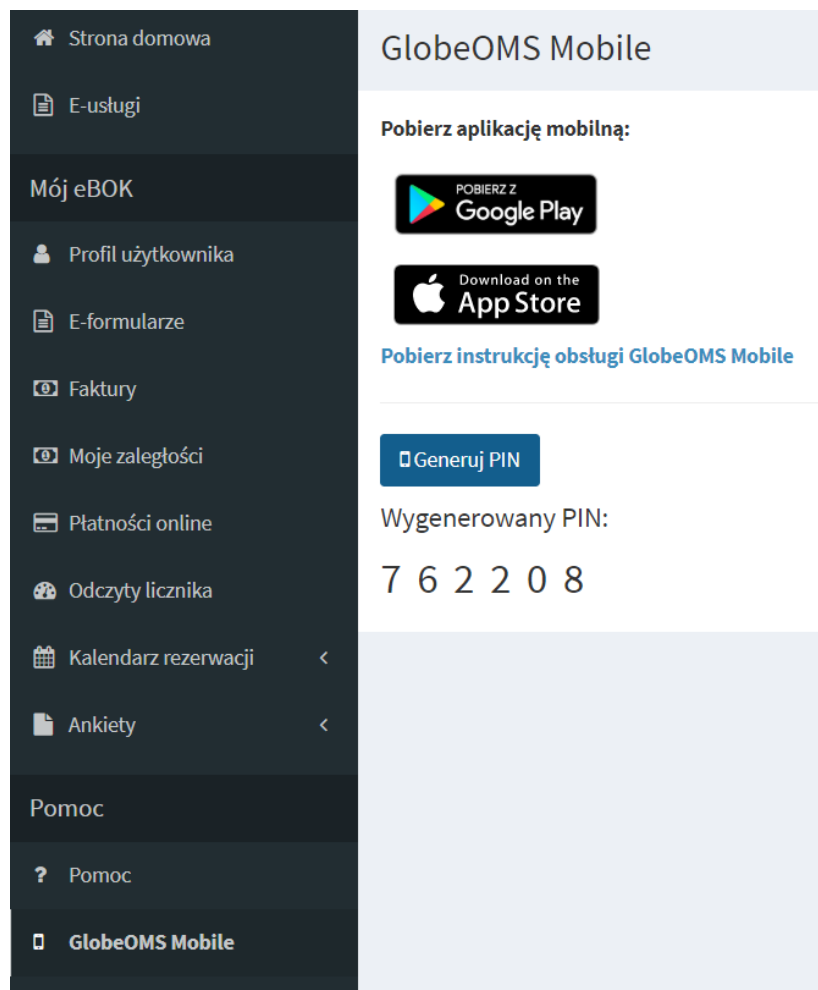 Strona domowa
E-usługi
Mój eBOK
Profil użytkownika
E-formularze
Faktury
Moje zaległości
Płatności online
Odczyty licznika
Kalendarz rezerwacji
Ankiety
Pomoc
Pomoc
GlobeOMS Mobile
GlobeOMS Mobile
Pobierz aplikację mobilną:
POBIERZ Z
Google Play
Download on the
App Store
Pobierz instrukcję obsługi GlobeOMS Mobile
Generuj PIN
Wygenerowany PIN:
7 6 2 2 0 8